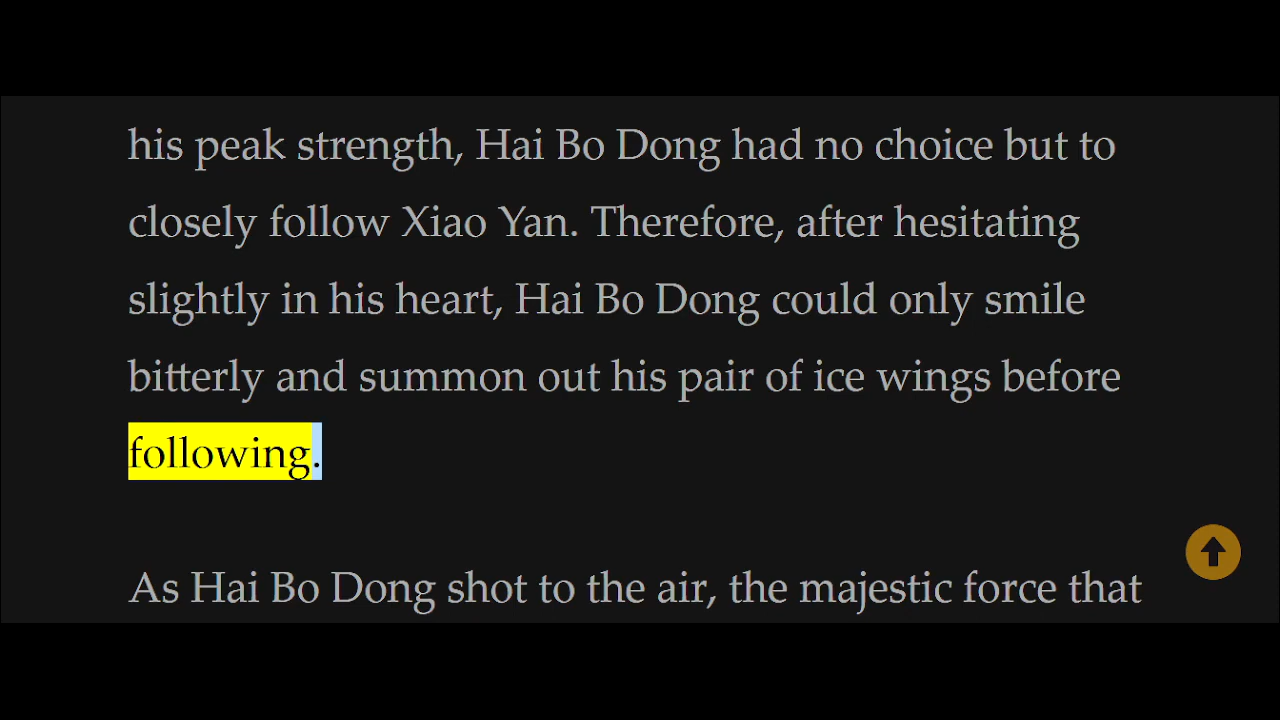 his peak strength, Hai Bo Dong had no choice but to
closely follow Xiao Yan. Therefore, after hesitating
slightly in his heart, Hai Bo Dong could only smile
bitterly and summon out his pair of ice wings before
following.
As Hai Bo Dong shot to the air, the majestic force that